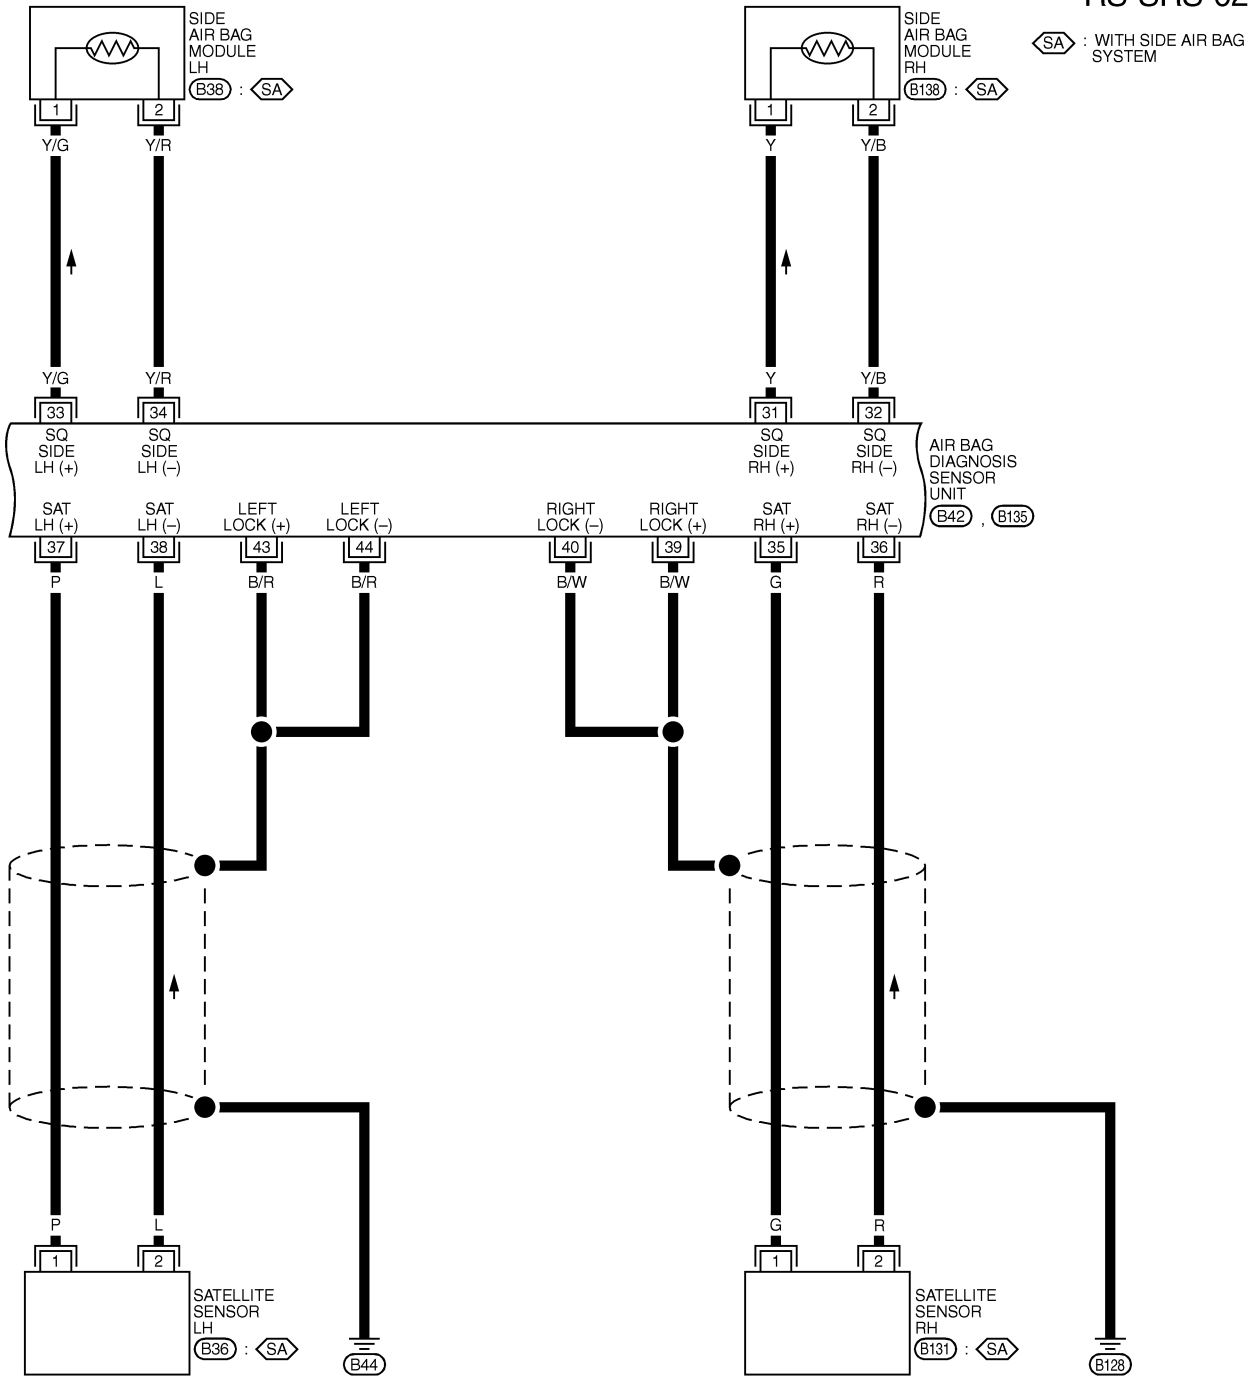 SIDE
AIR BAG
MODULE
LH
B38 : SA
SIDE
AIR BAG
MODULE
RH
B138 : SA
SA : WITH SIDE AIR BAG
SYSTEM
1 2 1 2
Y/G Y/R Y Y/B
Y/G Y/R Y Y/B
33 34 31 32
SQ
SIDE
LH (+)
SQ
SIDE
LH (–)
SQ
SIDE
RH (+)
SQ
SIDE
RH (–)
AIR BAG
DIAGNOSIS
SENSOR
UNIT
B42 , B135
SAT
LH (+)
SAT
LH (–)
LEFT
LOCK (+)
LEFT
LOCK (–)
RIGHT
LOCK (–)
RIGHT
LOCK (+)
SAT
RH (+)
SAT
RH (–)
37 38 43 44 40 39 35 36
P L B/R B/R B/W B/W G R
P L G R
1 2 1 2
SATELLITE
SENSOR
LH
B36 : SA
B44
SATELLITE
SENSOR
RH
B131 : SA
B128